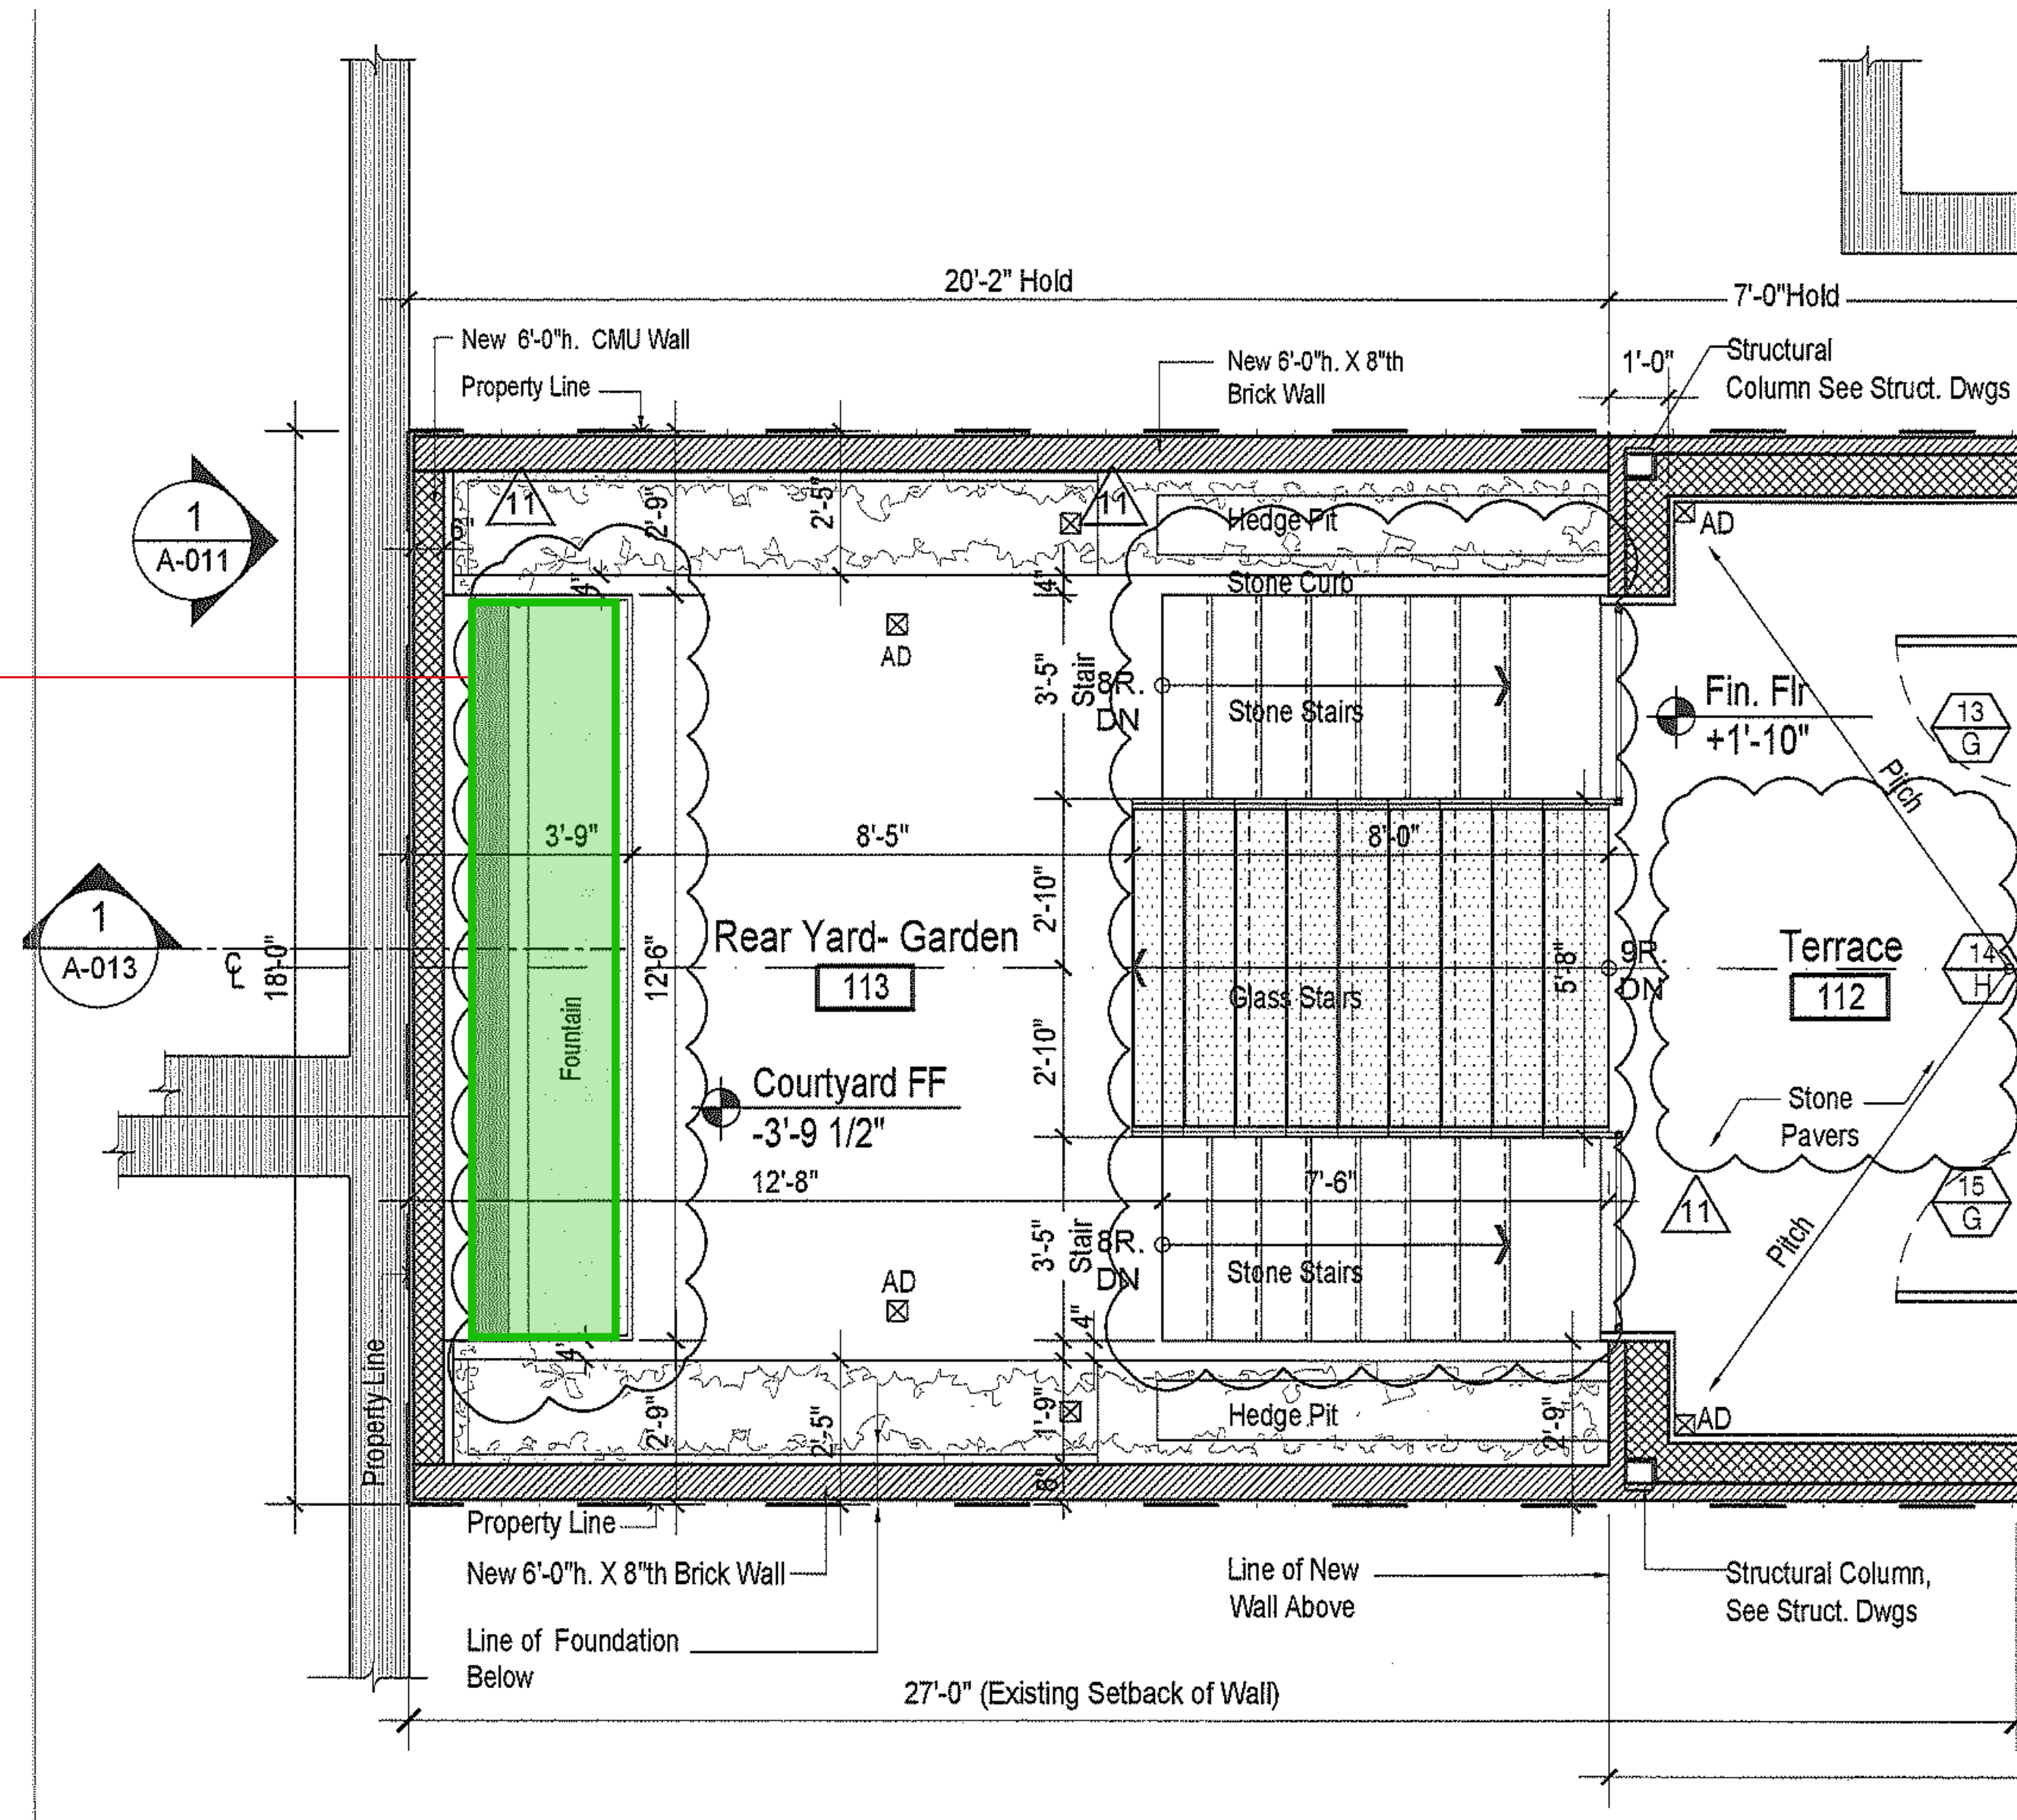 20'-2" Hold
7'-0"Hold
New 6'-0"h. CMU Wall
Property Line
New 6'-0"h. X 8"th
Brick Wall
1'-0"
Structural
Column See Struct. Dwgs
1
A-011
11
11
6"
2'-9"
2'-5"
Hedge Pit
AD
4"
4"
Stone Curb
AD
3'-5"
Stair
8R.
DN
Stone Stairs
Fin. Flr
+1'-10"
13
G
Pitch
3'-9"
8'-5"
8'-0"
2'-10"
1
A-013
CL
18'-0"
12'-6"
Rear Yard- Garden
113
5'-8"
9R.
DN
Terrace
112
14
H
Fountain
Glass Stairs
2'-10"
Courtyard FF
-3'-9 1/2"
Stone
Pavers
12'-8"
7'-6"
11
15
G
3'-5"
Stair
8R.
DN
Stone Stairs
Pitch
AD
4"
4"
Property Line
2'-9"
2'-5"
1'-9"
8"
Hedge Pit
2'-9"
AD
Property Line
New 6'-0"h. X 8"th Brick Wall
Line of New
Wall Above
Structural Column,
See Struct. Dwgs
Line of Foundation
Below
27'-0" (Existing Setback of Wall)